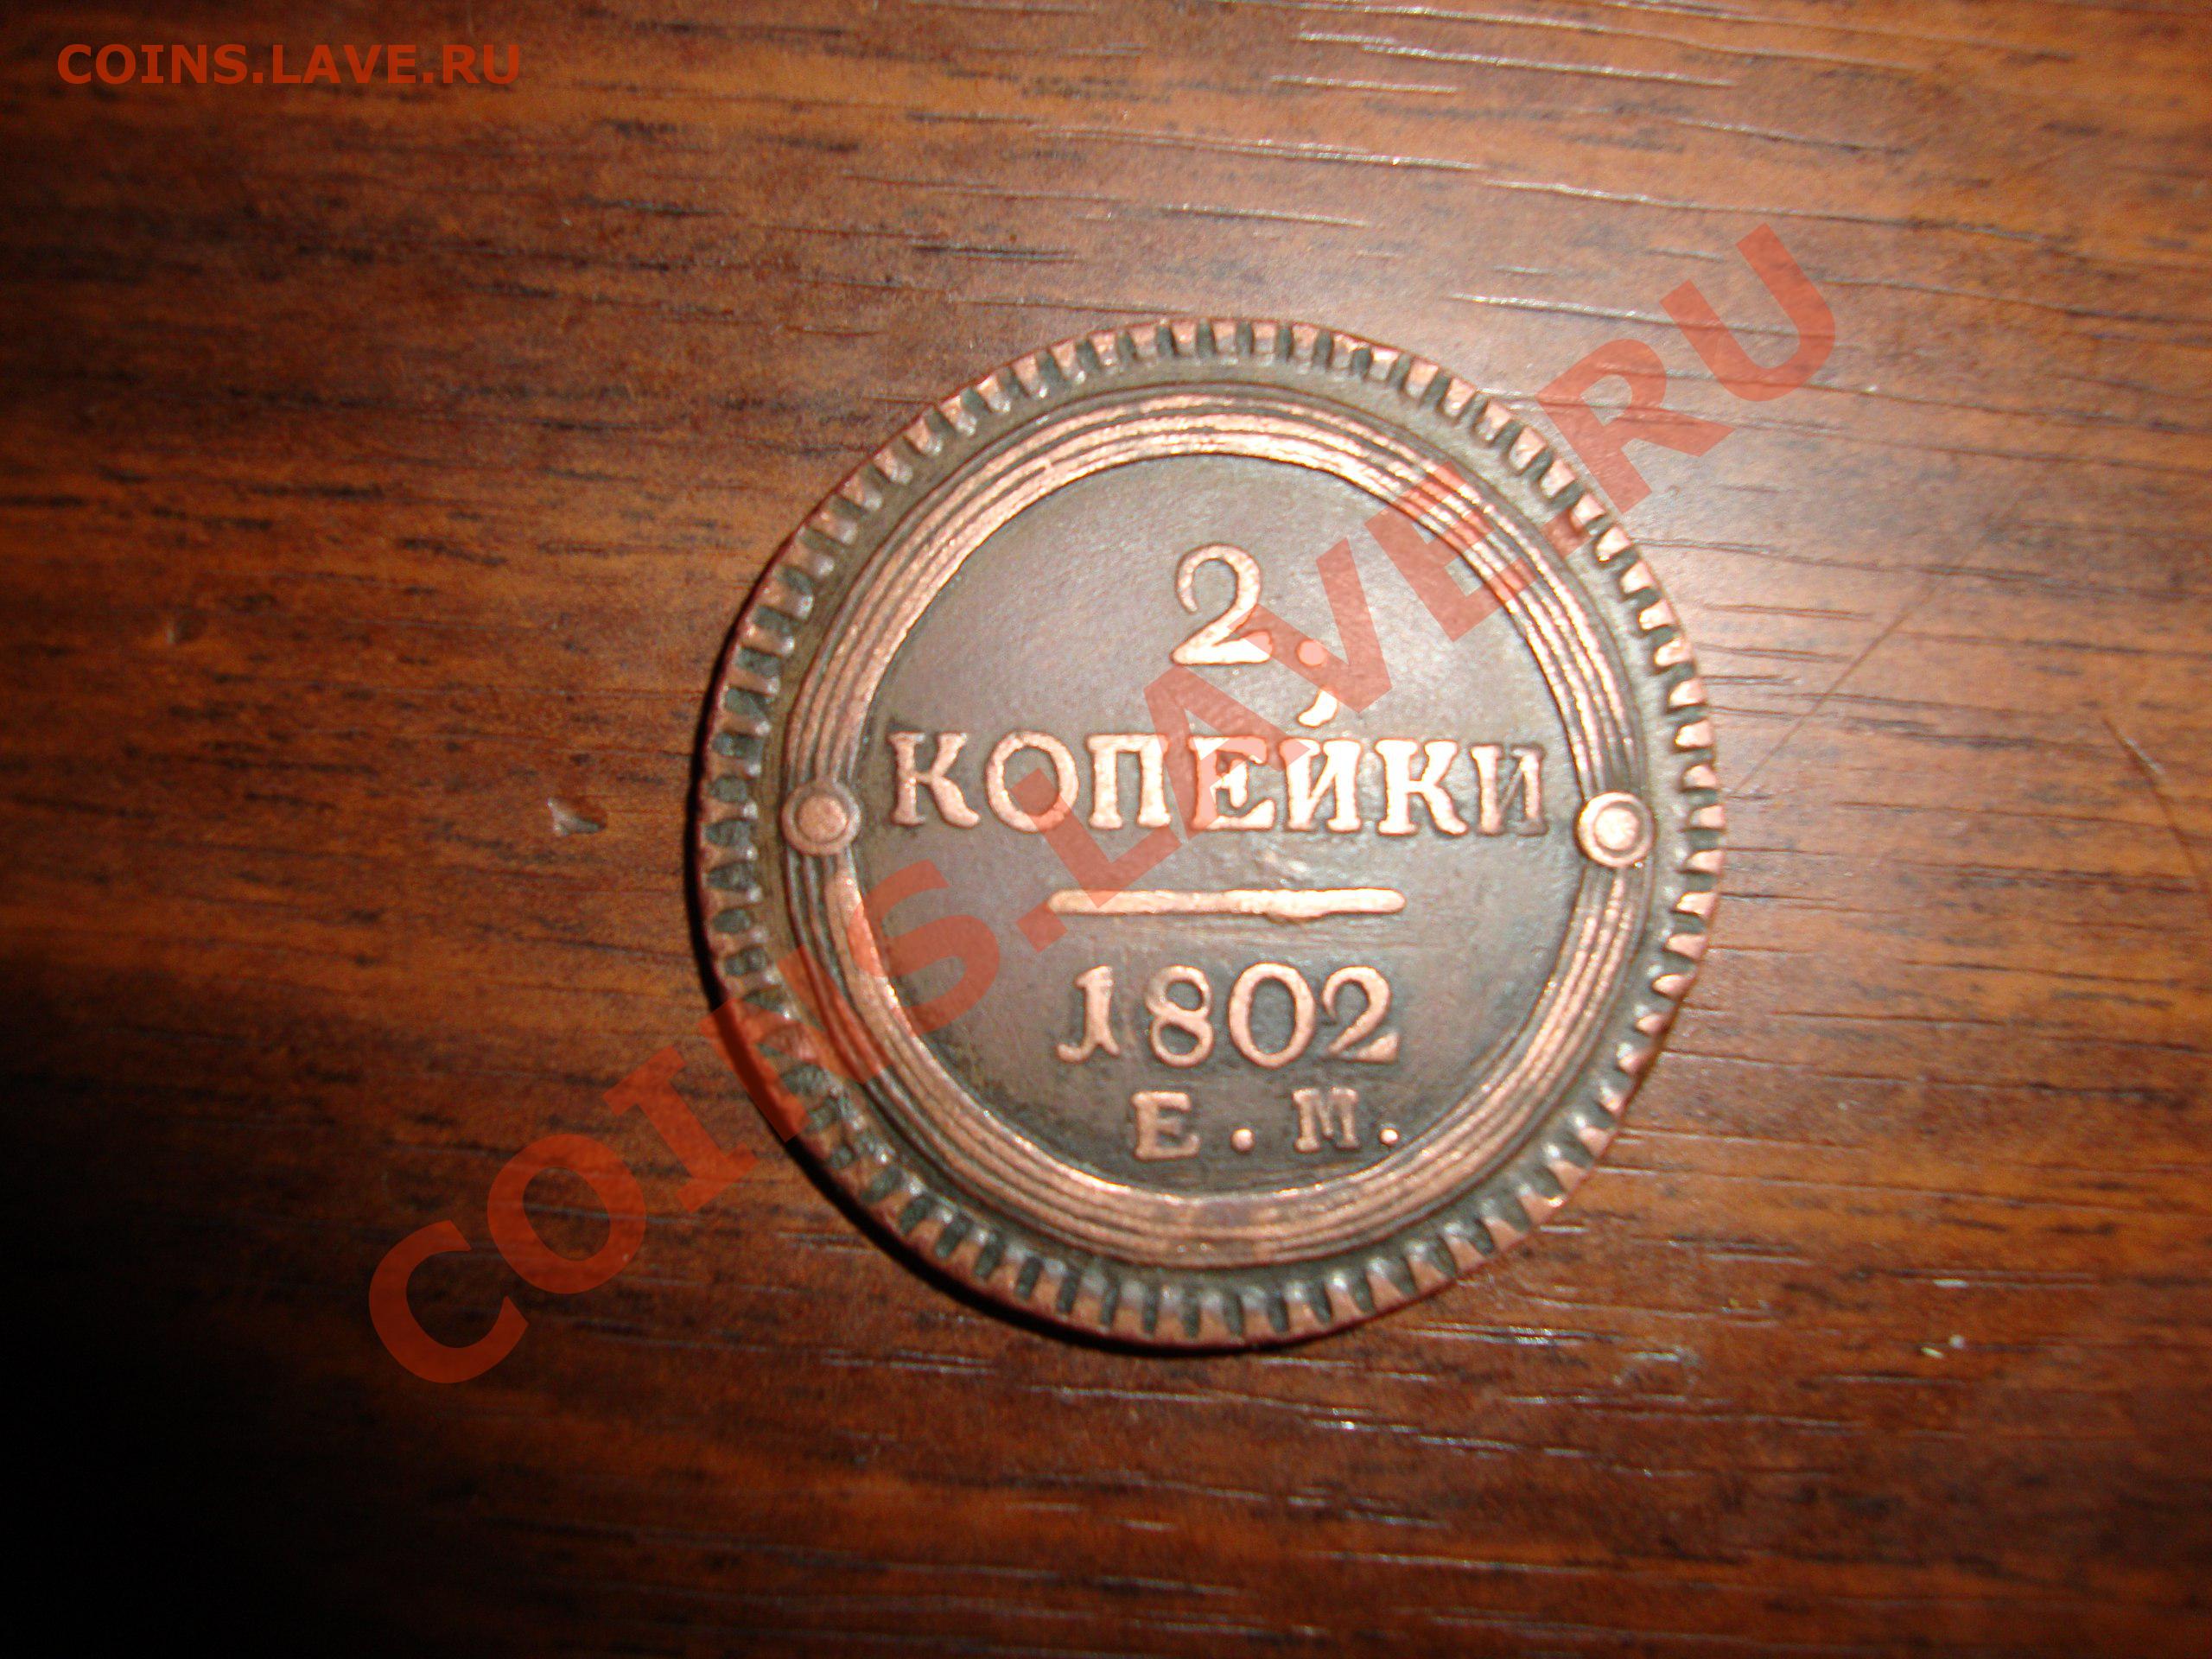 COINS.LAVE.RU
2.
КОПЕЙКИ
1802
Е. М.
COINS.LAVE.RU